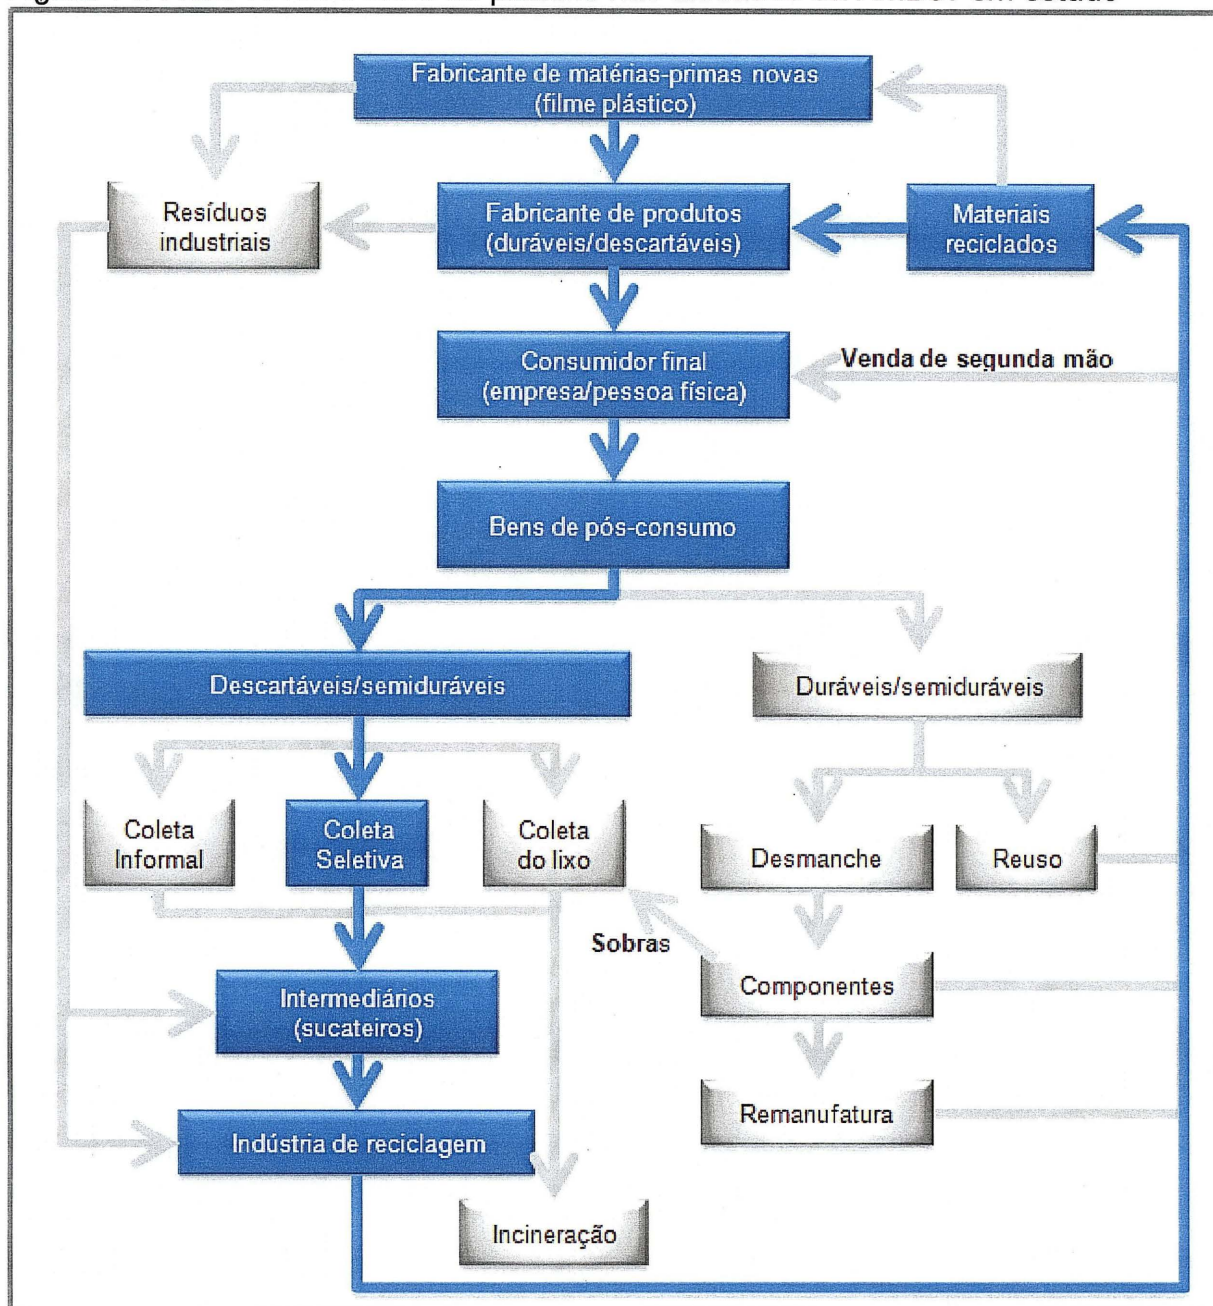 Fabricante de matérias-primas novas
(filme plástico)
Resíduos
industriais
Fabricante de produtos
(duráveis/descartáveis)
Materiais
reciclados
Consumidor final
(empresa/pessoa física)
Venda de segunda mão
Bens de pós-consumo
Descartáveis/semiduráveis
Duráveis/semiduráveis
Coleta
Informal
Coleta
Seletiva
Coleta
do lixo
Desmanche
Reuso
Sobras
Intermediários
(sucateiros)
Componentes
Remanufatura
Indústria de reciclagem
Incineração